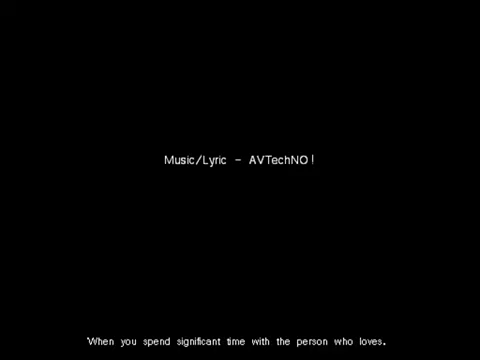 Music/Lyric - AVTechNO!
When you spend significant time with the person who loves.